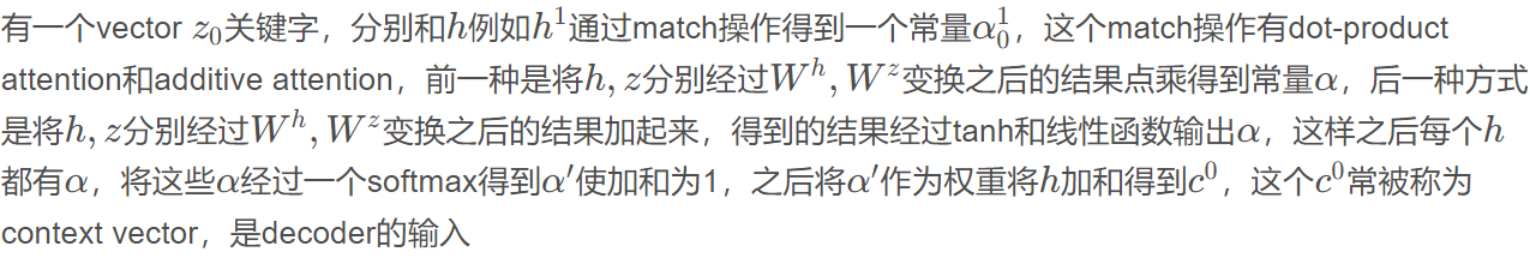 有一个vector $z_0$关键字，分别和$h$例如$h^1$通过match操作得到一个常量$\alpha_0^1$，这个match操作有dot-product
attention和additive attention，前一种是将$h, z$分别经过$W^h, W^z$变换之后的结果点乘得到常量$\alpha$，后一种方式
是将$h, z$分别经过$W^h, W^z$变换之后的结果加起来，得到的结果经过tanh和线性函数输出$\alpha$，这样之后每个$h$
都有$\alpha$，将这些$\alpha$经过一个softmax得到$\alpha'$使加和为1，之后将$\alpha'$作为权重将$h$加和得到$c^0$，这个$c^0$常被称为
context vector，是decoder的输入